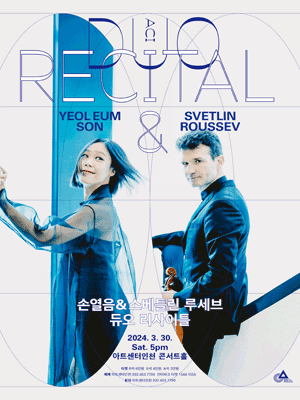 DUO
ACI
RECITAL
YEOL EUM
SON
&
SVETLIN
ROUSSEV
손열음 & 스베틀린 루세브
듀오 리사이틀
2024. 3. 30.
Sat. 5pm
아트센터인천 콘서트홀